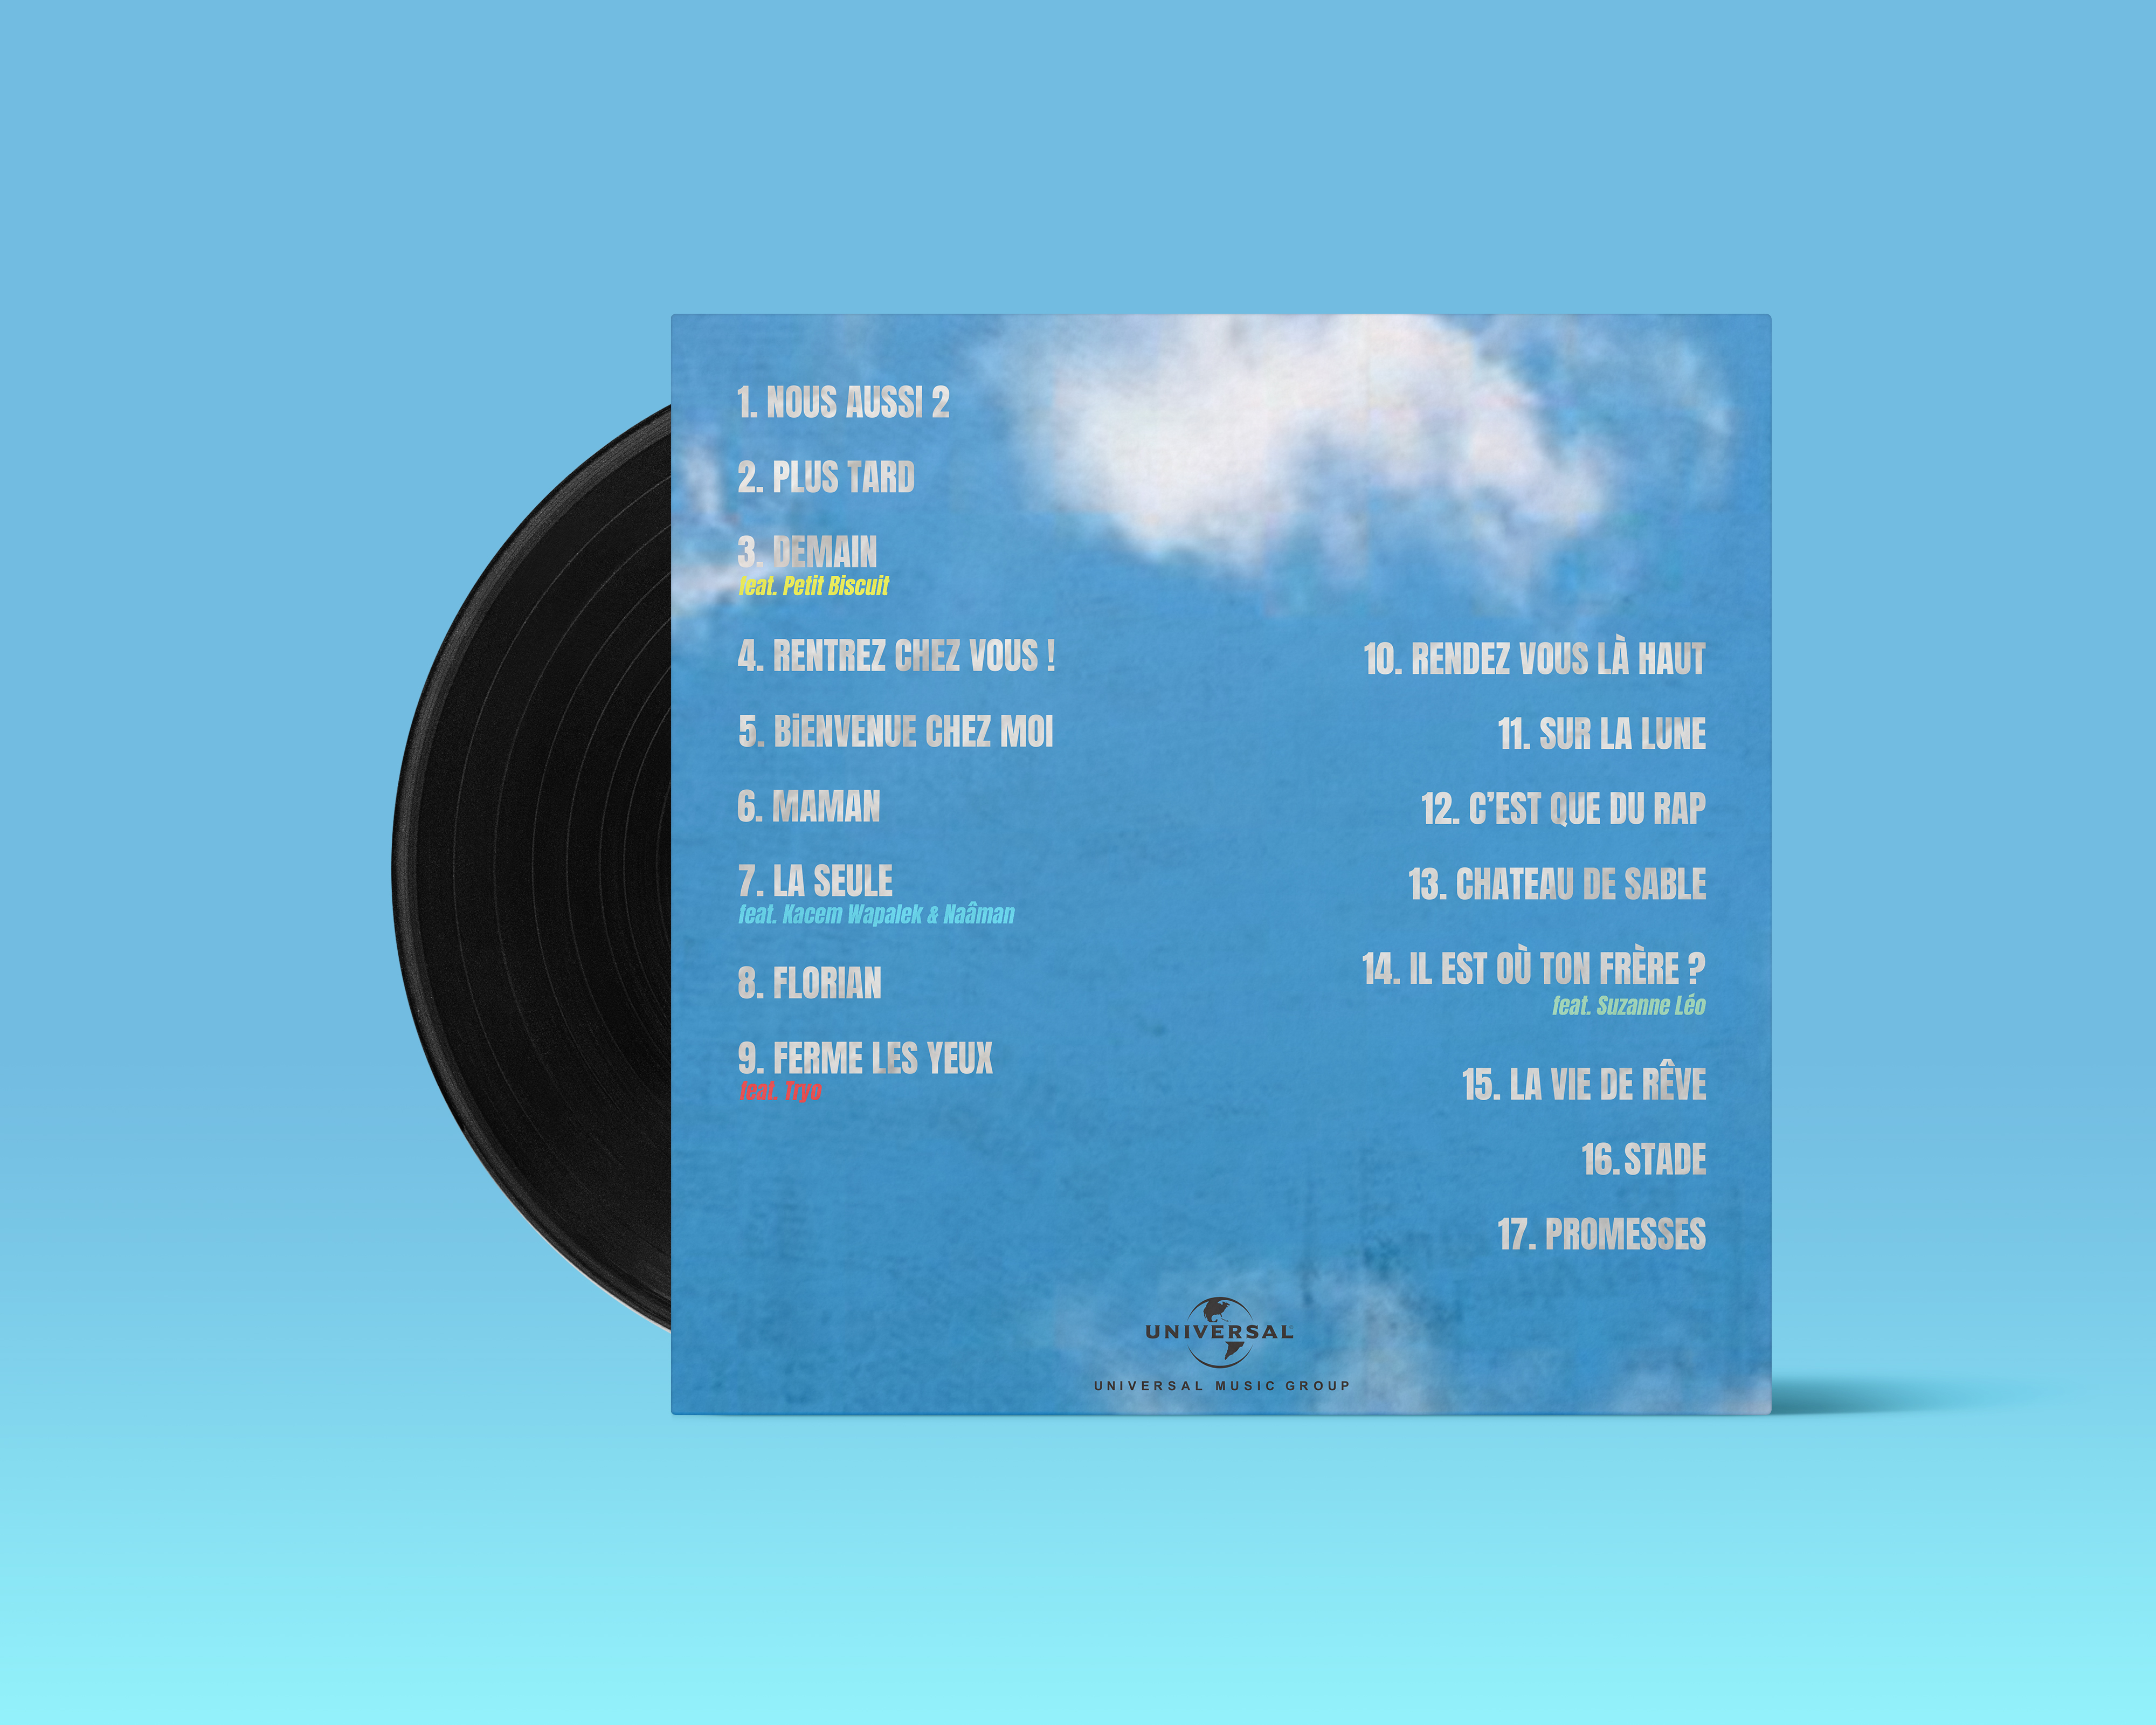 1. NOUS AUSSI 2
2. PLUS TARD
3. DEMAIN
feat. Petit Biscuit
4. RENTREZ CHEZ VOUS !
5. BiENVENUE CHEZ MOI
6. MAMAN
7. LA SEULE
feat. Kacem Wapalek & Naâman
8. FLORIAN
9. FERME LES YEUX
feat. Tryo
10. RENDEZ VOUS LÀ HAUT
11. SUR LA LUNE
12. C’EST QUE DU RAP
13. CHATEAU DE SABLE
14. IL EST OÙ TON FRÈRE ?
feat. Suzanne Léo
15. LA VIE DE RÊVE
16. STADE
17. PROMESSES
UNIVERSAL
UNIVERSAL MUSIC GROUP